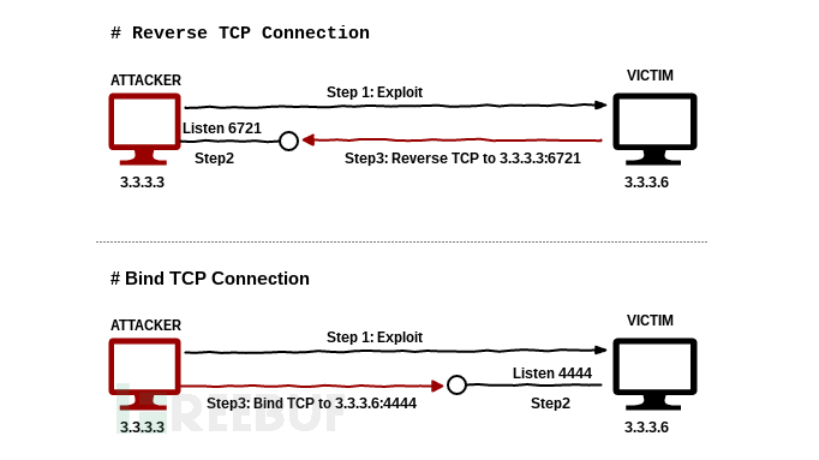 # Reverse TCP Connection
ATTACKER
VICTIM
Step 1: Exploit
Listen 6721
Step2
Step3: Reverse TCP to 3.3.3.3:6721
3.3.3.3
3.3.3.6
# Bind TCP Connection
ATTACKER
VICTIM
Step 1: Exploit
Listen 4444
Step3: Bind TCP to 3.3.3.6:4444
Step2
3.3.3.3
3.3.3.6
REEBUF